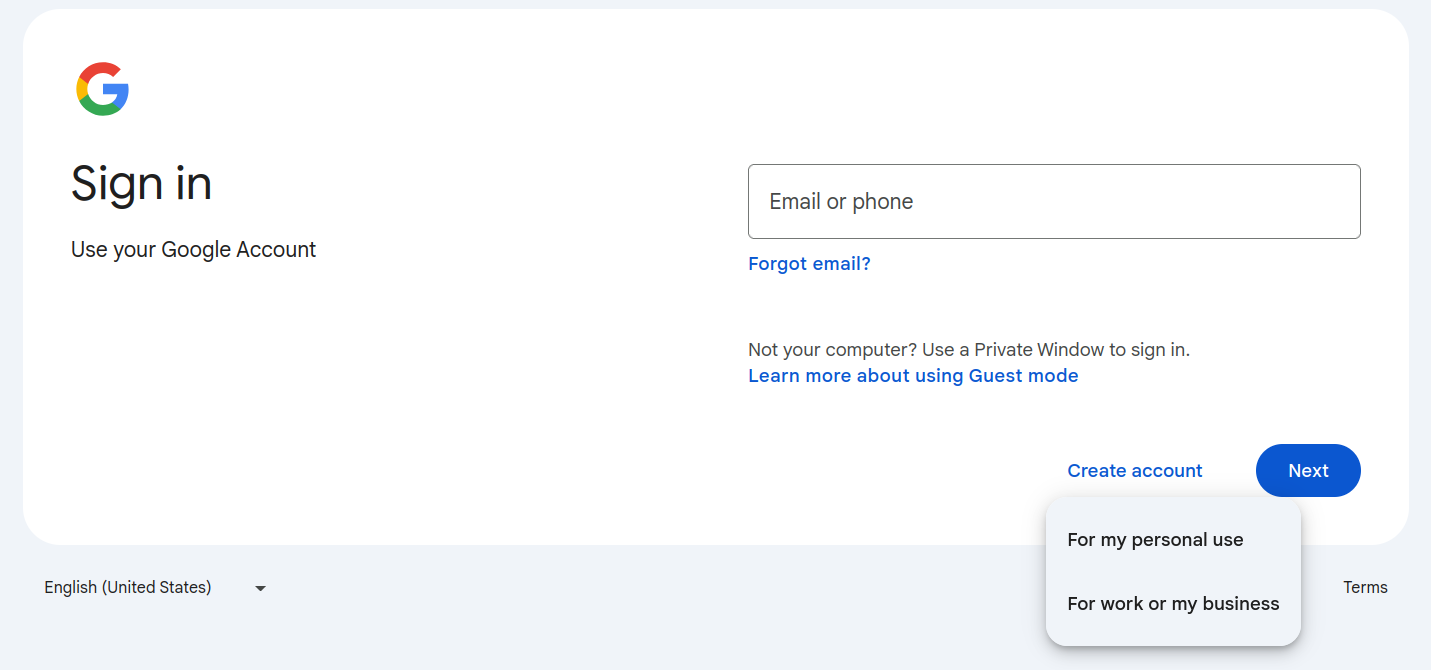 Sign in
Use your Google Account
Email or phone
Forgot email?
Not your computer? Use a Private Window to sign in.
Learn more about using Guest mode
Create account
Next
For my personal use
For work or my business
English (United States)
Terms